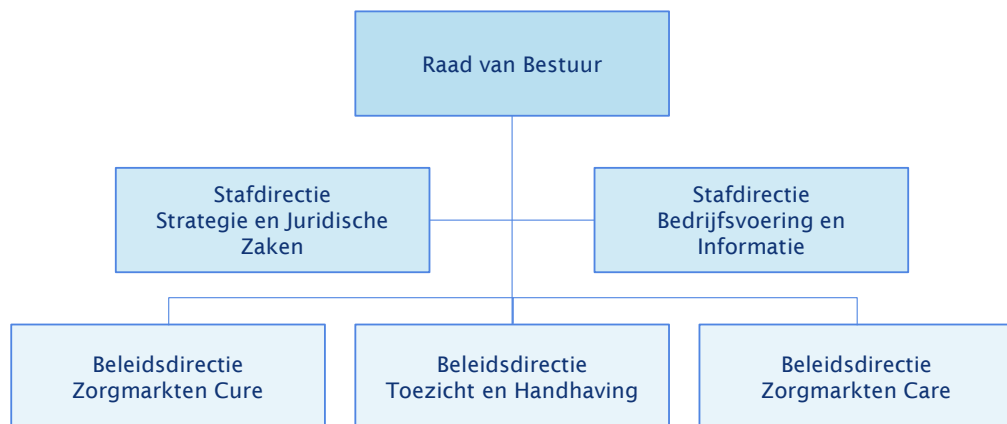 Raad van Bestuur
Stafdirectie
Strategie en Juridische
Zaken
Stafdirectie
Bedrijfsvoering en
Informatie
Beleidsdirectie
Zorgmarkten Cure
Beleidsdirectie
Toezicht en Handhaving
Beleidsdirectie
Zorgmarkten Care